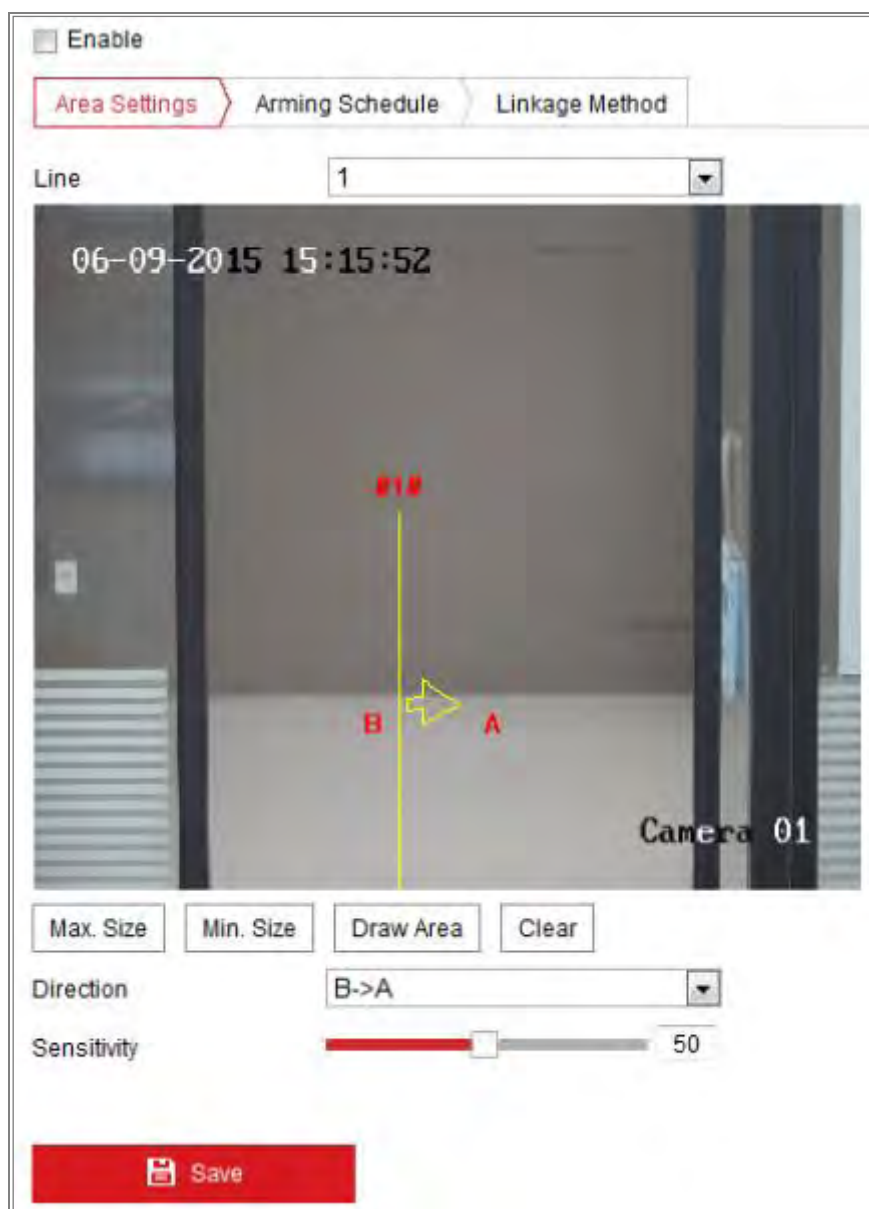 Enable
Area Settings Arming Schedule Linkage Method
Line 1
06-09-2015 15:15:52
#1#
B A
Camera 01
Max. Size Min. Size Draw Area Clear
Direction B->A
Sensitivity 50
Save